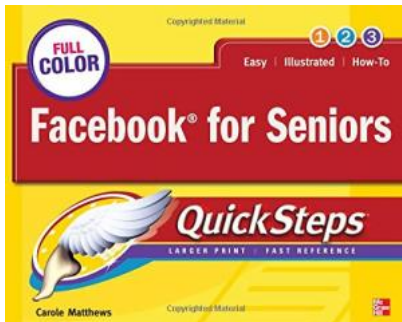 Copyrighted Material
FULL
COLOR
1 2 3
Easy | Illustrated | How-To
Facebook® for Seniors
QuickSteps
LARGER PRINT | FAST REFERENCE
Carole Matthews
Copyrighted Material